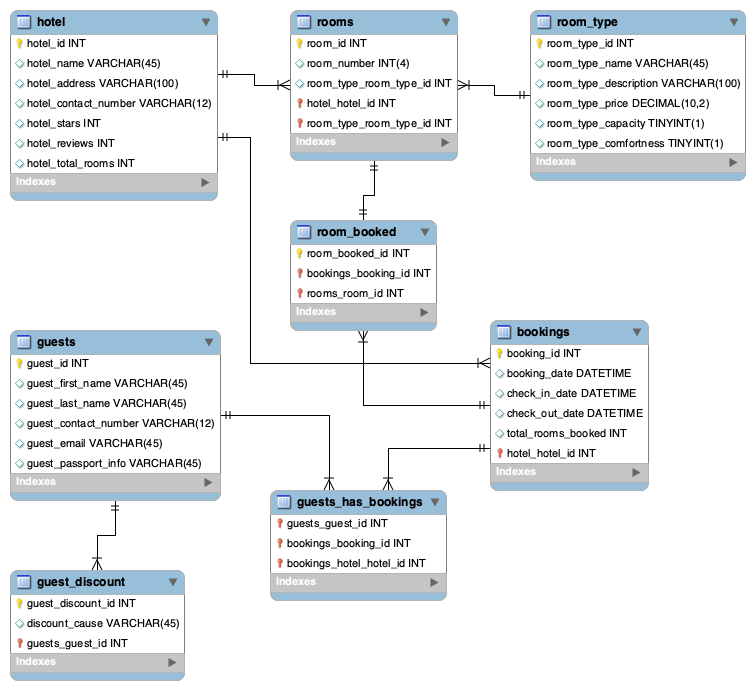 hotel
hotel_id INT
hotel_name VARCHAR(45)
hotel_address VARCHAR(100)
hotel_contact_number VARCHAR(12)
hotel_stars INT
hotel_reviews INT
hotel_total_rooms INT
Indexes
rooms
room_id INT
room_number INT(4)
room_type_room_type_id INT
hotel_hotel_id INT
room_type_room_type_id INT
Indexes
room_type
room_type_id INT
room_type_name VARCHAR(45)
room_type_description VARCHAR(100)
room_type_price DECIMAL(10,2)
room_type_capacity TINYINT(1)
room_type_comfortness TINYINT(1)
Indexes
room_booked
room_booked_id INT
bookings_booking_id INT
rooms_room_id INT
Indexes
guests
guest_id INT
guest_first_name VARCHAR(45)
guest_last_name VARCHAR(45)
guest_contact_number VARCHAR(12)
guest_email VARCHAR(45)
guest_passport_info VARCHAR(45)
Indexes
bookings
booking_id INT
booking_date DATETIME
check_in_date DATETIME
check_out_date DATETIME
total_rooms_booked INT
hotel_hotel_id INT
Indexes
guests_has_bookings
guests_guest_id INT
bookings_booking_id INT
bookings_hotel_hotel_id INT
Indexes
guest_discount
guest_discount_id INT
discount_cause VARCHAR(45)
guests_guest_id INT
Indexes